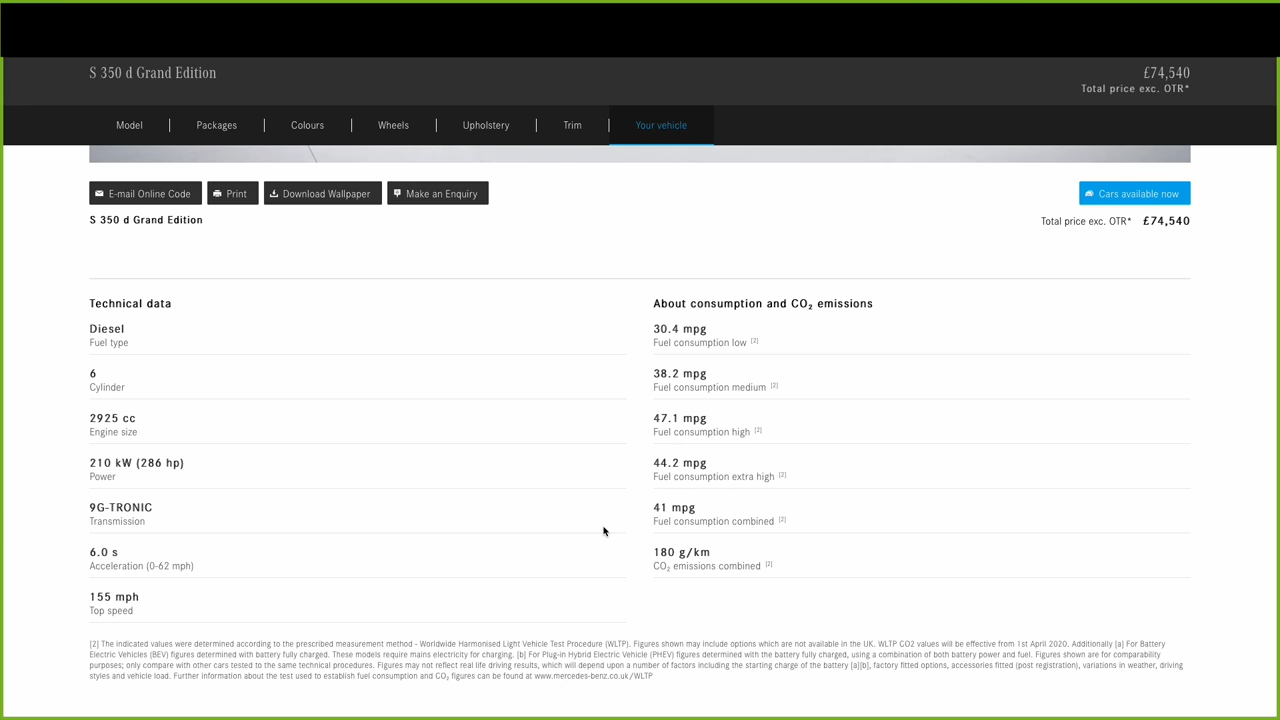 S 350 d Grand Edition
£74,540
Total price exc. OTR*
Model
Packages
Colours
Wheels
Upholstery
Trim
Your vehicle
E-mail Online Code
Print
Download Wallpaper
Make an Enquiry
Cars available now
S 350 d Grand Edition
Total price exc. OTR* £74,540
Technical data
Diesel
Fuel type
6
Cylinder
2925 cc
Engine size
210 kW (286 hp)
Power
9G-TRONIC
Transmission
6.0 s
Acceleration (0-62 mph)
155 mph
Top speed
About consumption and CO₂ emissions
30.4 mpg
Fuel consumption low [2]
38.2 mpg
Fuel consumption medium [2]
47.1 mpg
Fuel consumption high [2]
44.2 mpg
Fuel consumption extra high [2]
41 mpg
Fuel consumption combined [2]
180 g/km
CO₂ emissions combined [2]
[2] The indicated values were determined according to the prescribed measurement method - Worldwide Harmonised Light Vehicle Test Procedure (WLTP). Figures shown may include options which are not available in the UK. WLTP CO2 values will be effective from 1st April 2020. Additionally [a] For Battery
Electric Vehicles (BEV) figures determined with battery fully charged. These models require mains electricity for charging. [b] For Plug-in Hybrid Electric Vehicle (PHEV) figures determined with the battery fully charged, using a combination of both battery power and fuel. Figures shown are for comparability
purposes; only compare with other cars tested to the same technical procedures. Figures may not reflect real life driving results, which will depend upon a number of factors including the starting charge of the battery [a][b], factory fitted options, accessories fitted (post registration), variations in weather, driving
styles and vehicle load. Further information about the test used to establish fuel consumption and CO₂ figures can be found at www.mercedes-benz.co.uk/WLTP